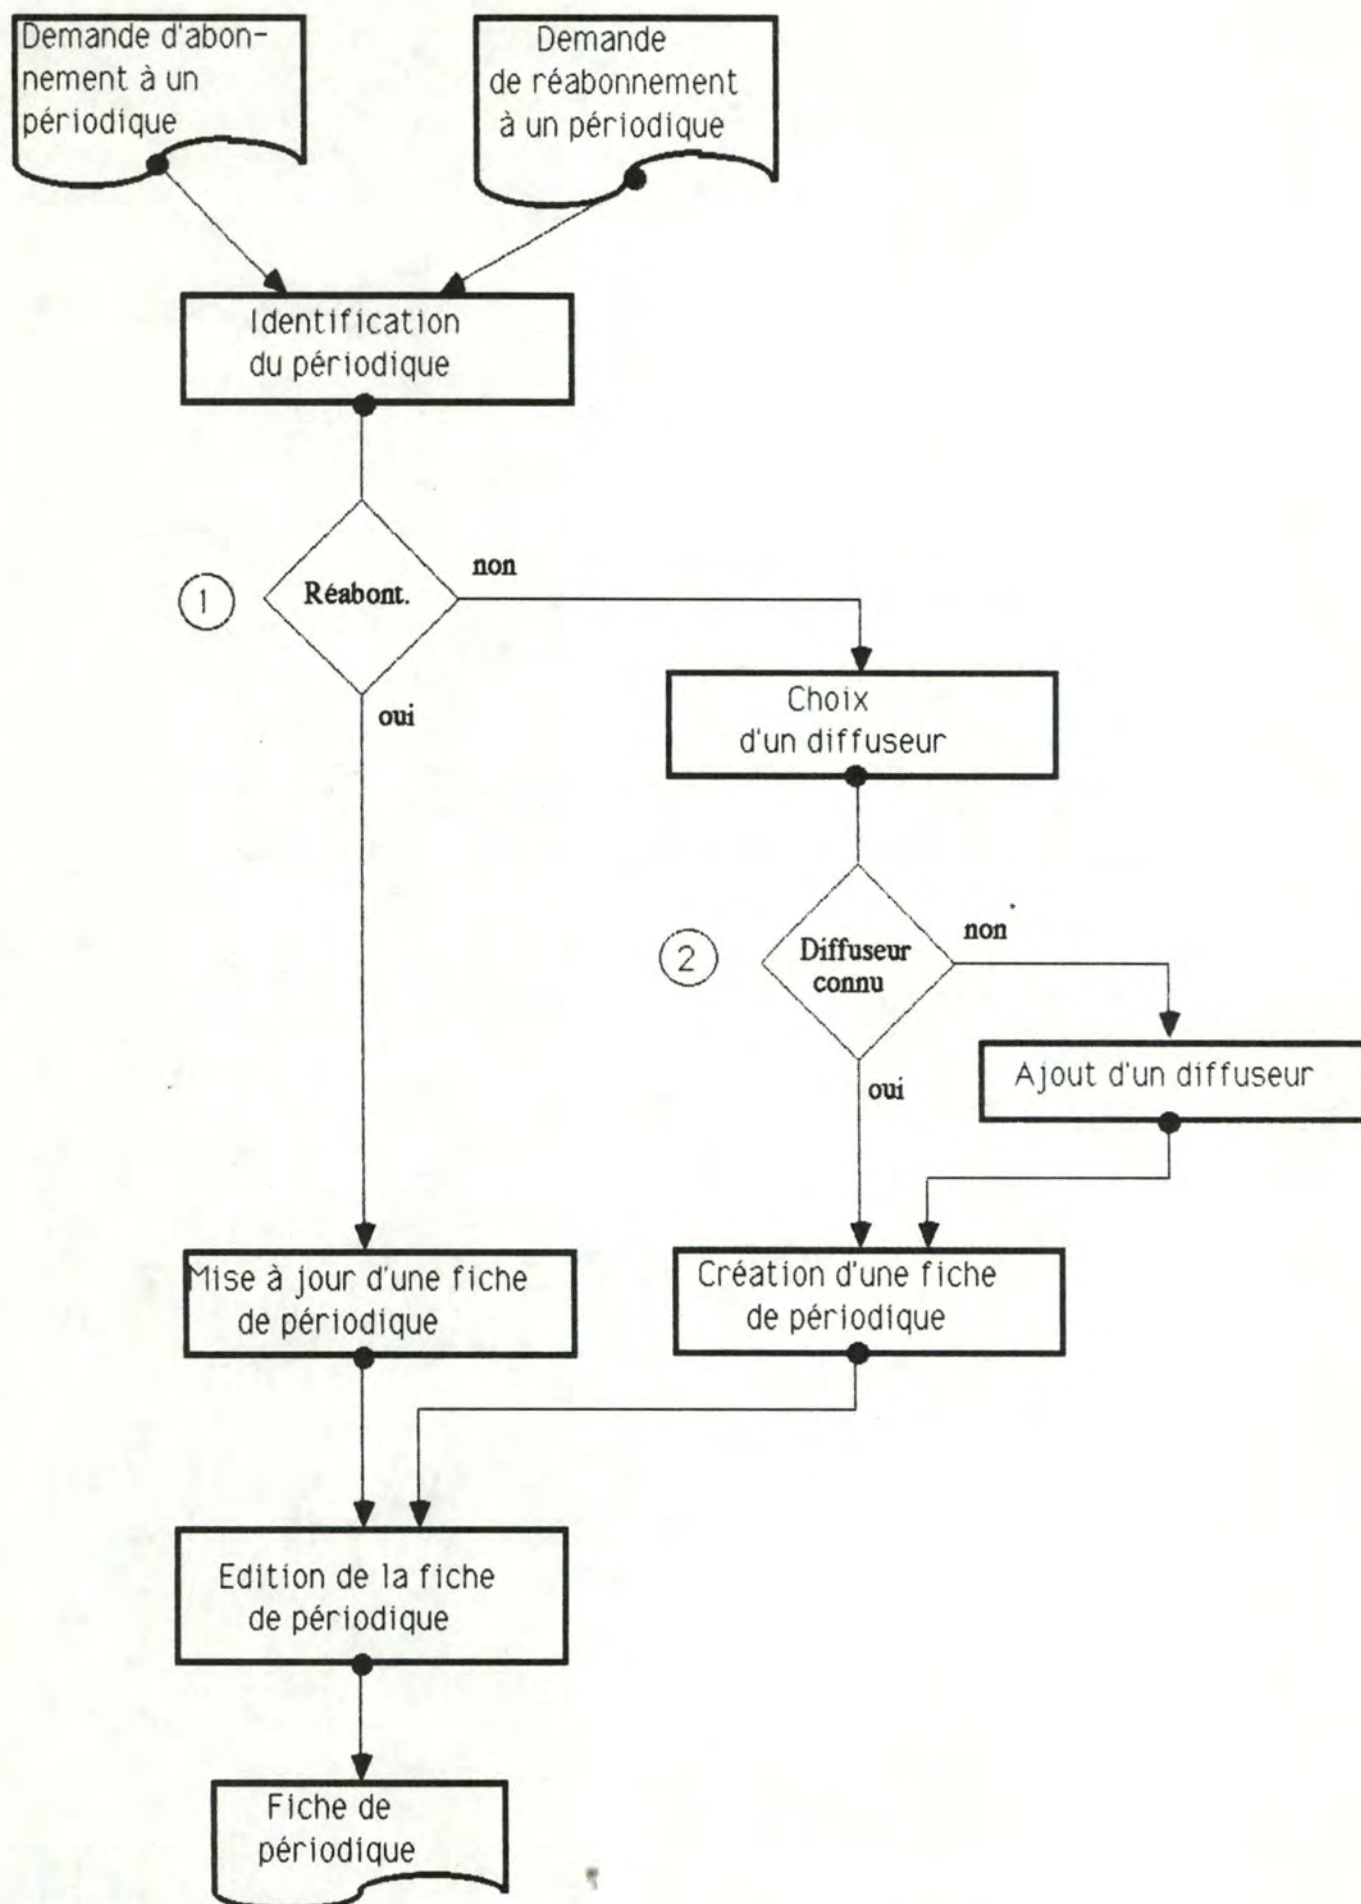 Demande d'abon-
nement à un
périodique
Demande
de réabonnement
à un périodique
Identification
du périodique
1
Réabont.
non
oui
Choix
d'un diffuseur
2
Diffuseur
connu
non
oui
Ajout d'un diffuseur
Mise à jour d'une fiche
de périodique
Création d'une fiche
de périodique
Edition de la fiche
de périodique
Fiche de
périodique